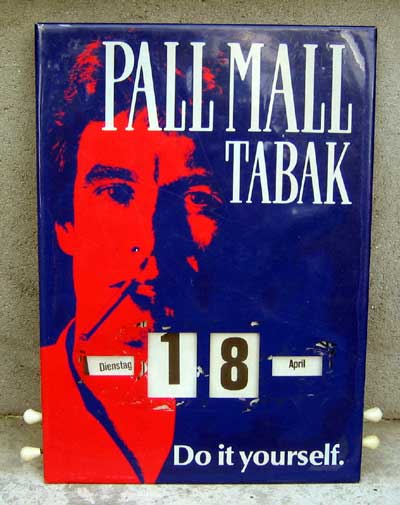 PALL MALL
TABAK
Dienstag 18 April
Do it yourself.